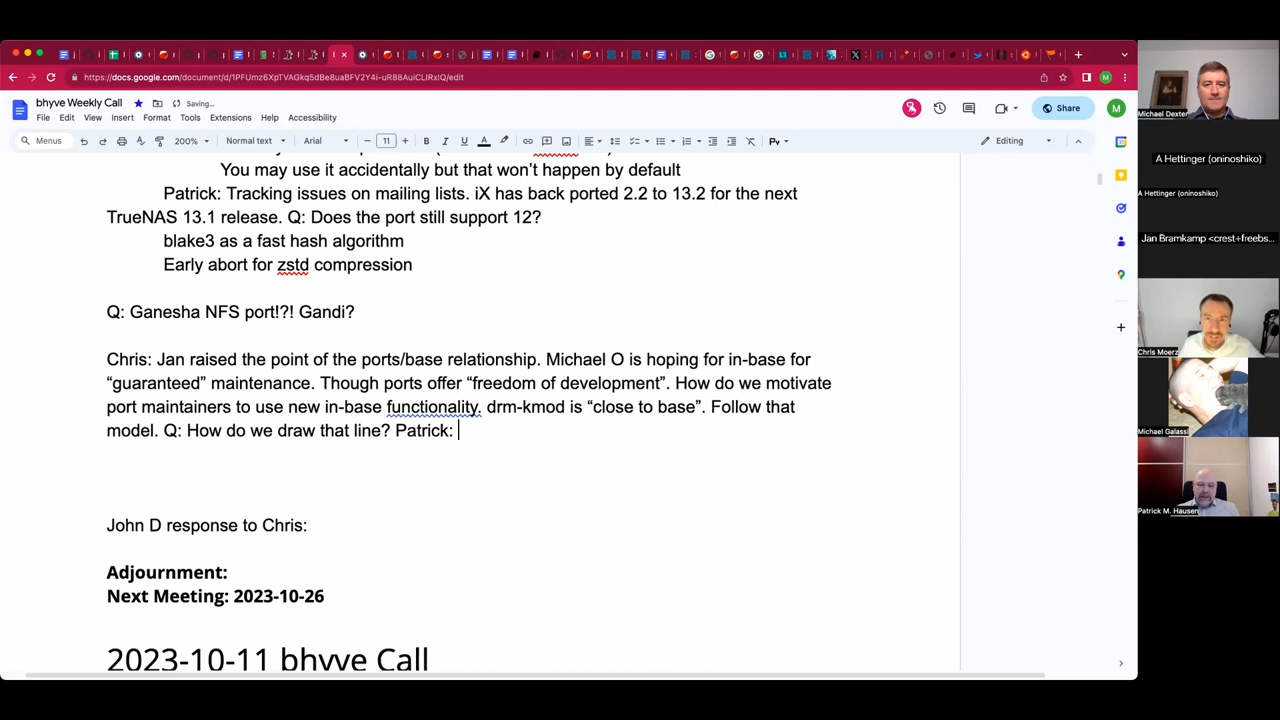 https://docs.google.com/document/d/1PFUmz6XpTVAGkq5dBe8uaBFV2Y4i-uR88AuiCLIRxlQ/edit
bhyve Weekly Call
Saving...
File Edit View Insert Format Tools Extensions Help Accessibility
Share
M
M
Menus
200%
Normal text
Arial
11
B I U A
Editing
You may use it accidentally but that won’t happen by default
Patrick: Tracking issues on mailing lists. iX has back ported 2.2 to 13.2 for the next
TrueNAS 13.1 release. Q: Does the port still support 12?
blake3 as a fast hash algorithm
Early abort for zstd compression
Q: Ganesha NFS port!?! Gandi?
Chris: Jan raised the point of the ports/base relationship. Michael O is hoping for in-base for
“guaranteed” maintenance. Though ports offer “freedom of development”. How do we motivate
port maintainers to use new in-base functionality. drm-kmod is “close to base”. Follow that
model. Q: How do we draw that line? Patrick:
John D response to Chris:
Adjournment:
Next Meeting: 2023-10-26
2023-10-11 bhyve Call
Michael Dexter
A Hettinger (oninoshiko)
A Hettinger (oninoshiko)
Jan Bramkamp <crest+freebs...
Chris Moerz
Michael Galassi
Patrick M. Hausen